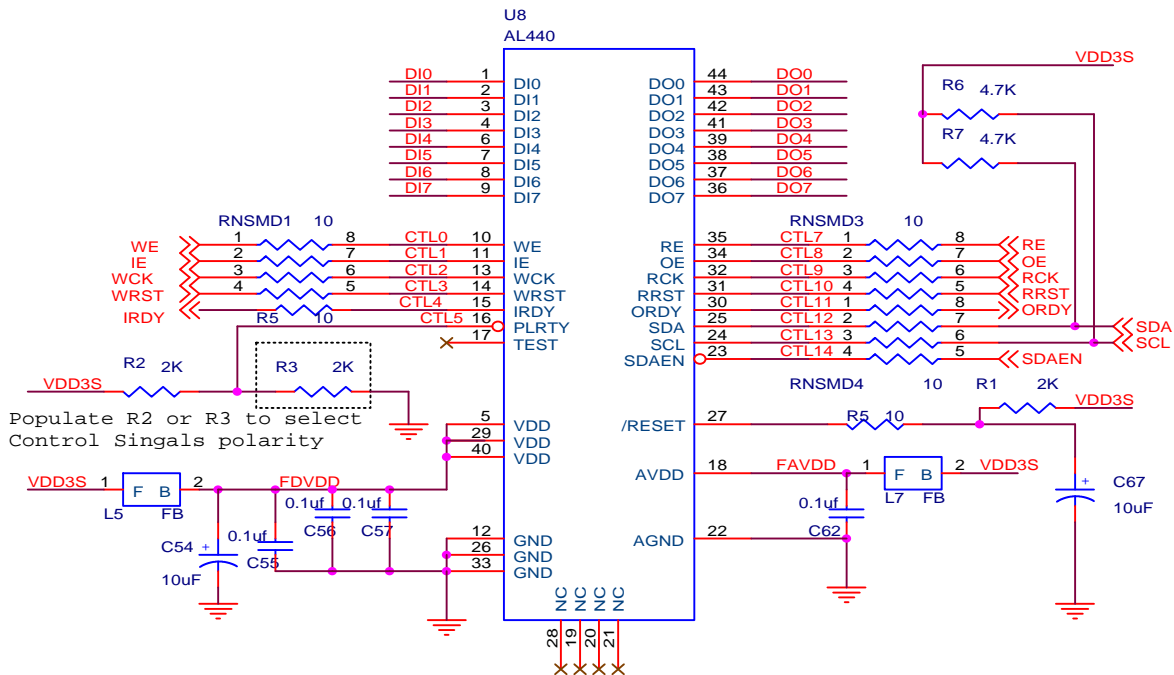 U8
AL440
VDD3S
DI0 1 DI0 DO0 44 DO0
DI1 2 DI1 DO1 43 DO1
DI2 3 DI2 DO2 42 DO2
DI3 4 DI3 DO3 41 DO3
DI4 6 DI4 DO4 39 DO4
DI5 7 DI5 DO5 38 DO5
DI6 8 DI6 DO6 37 DO6
DI7 9 DI7 DO7 36 DO7
R6 4.7K
R7 4.7K
RNSMD1 10
RNSMD3 10
WE 1 8 CTL0 10 WE RE 35 CTL7 1 8 RE
IE 2 7 CTL1 11 IE OE 34 CTL8 2 7 OE
WCK 3 6 CTL2 13 WCK RCK 32 CTL9 3 6 RCK
WRST 4 5 CTL3 14 WRST RRST 31 CTL10 4 5 RRST
IRDY R5 10 CTL4 15 IRDY ORDY 30 CTL11 1 8 ORDY
CTL5 16 PLRTY SDA 25 CTL12 2 7 SDA
17 TEST SCL 24 CTL13 3 6 SCL
SDAEN 23 CTL14 4 5 SDAEN
RNSMD4 10
R2 2K R3 2K
VDD3S
Populate R2 or R3 to select
Control Singals polarity
R1 2K
VDD3S
5 VDD /RESET 27 R5 10
29 VDD
40 VDD
VDD3S 1 F B 2 FDVDD
L5 FB
AVDD 18 FAVDD 1 F B 2 VDD3S
L7 FB
C67
10uF
C54
10uF
0.1uf
C55
0.1uf
C56
0.1uf
C57
0.1uf
C62
12 GND AGND 22
26 GND
33 GND
NC NC NC NC
28 19 20 21